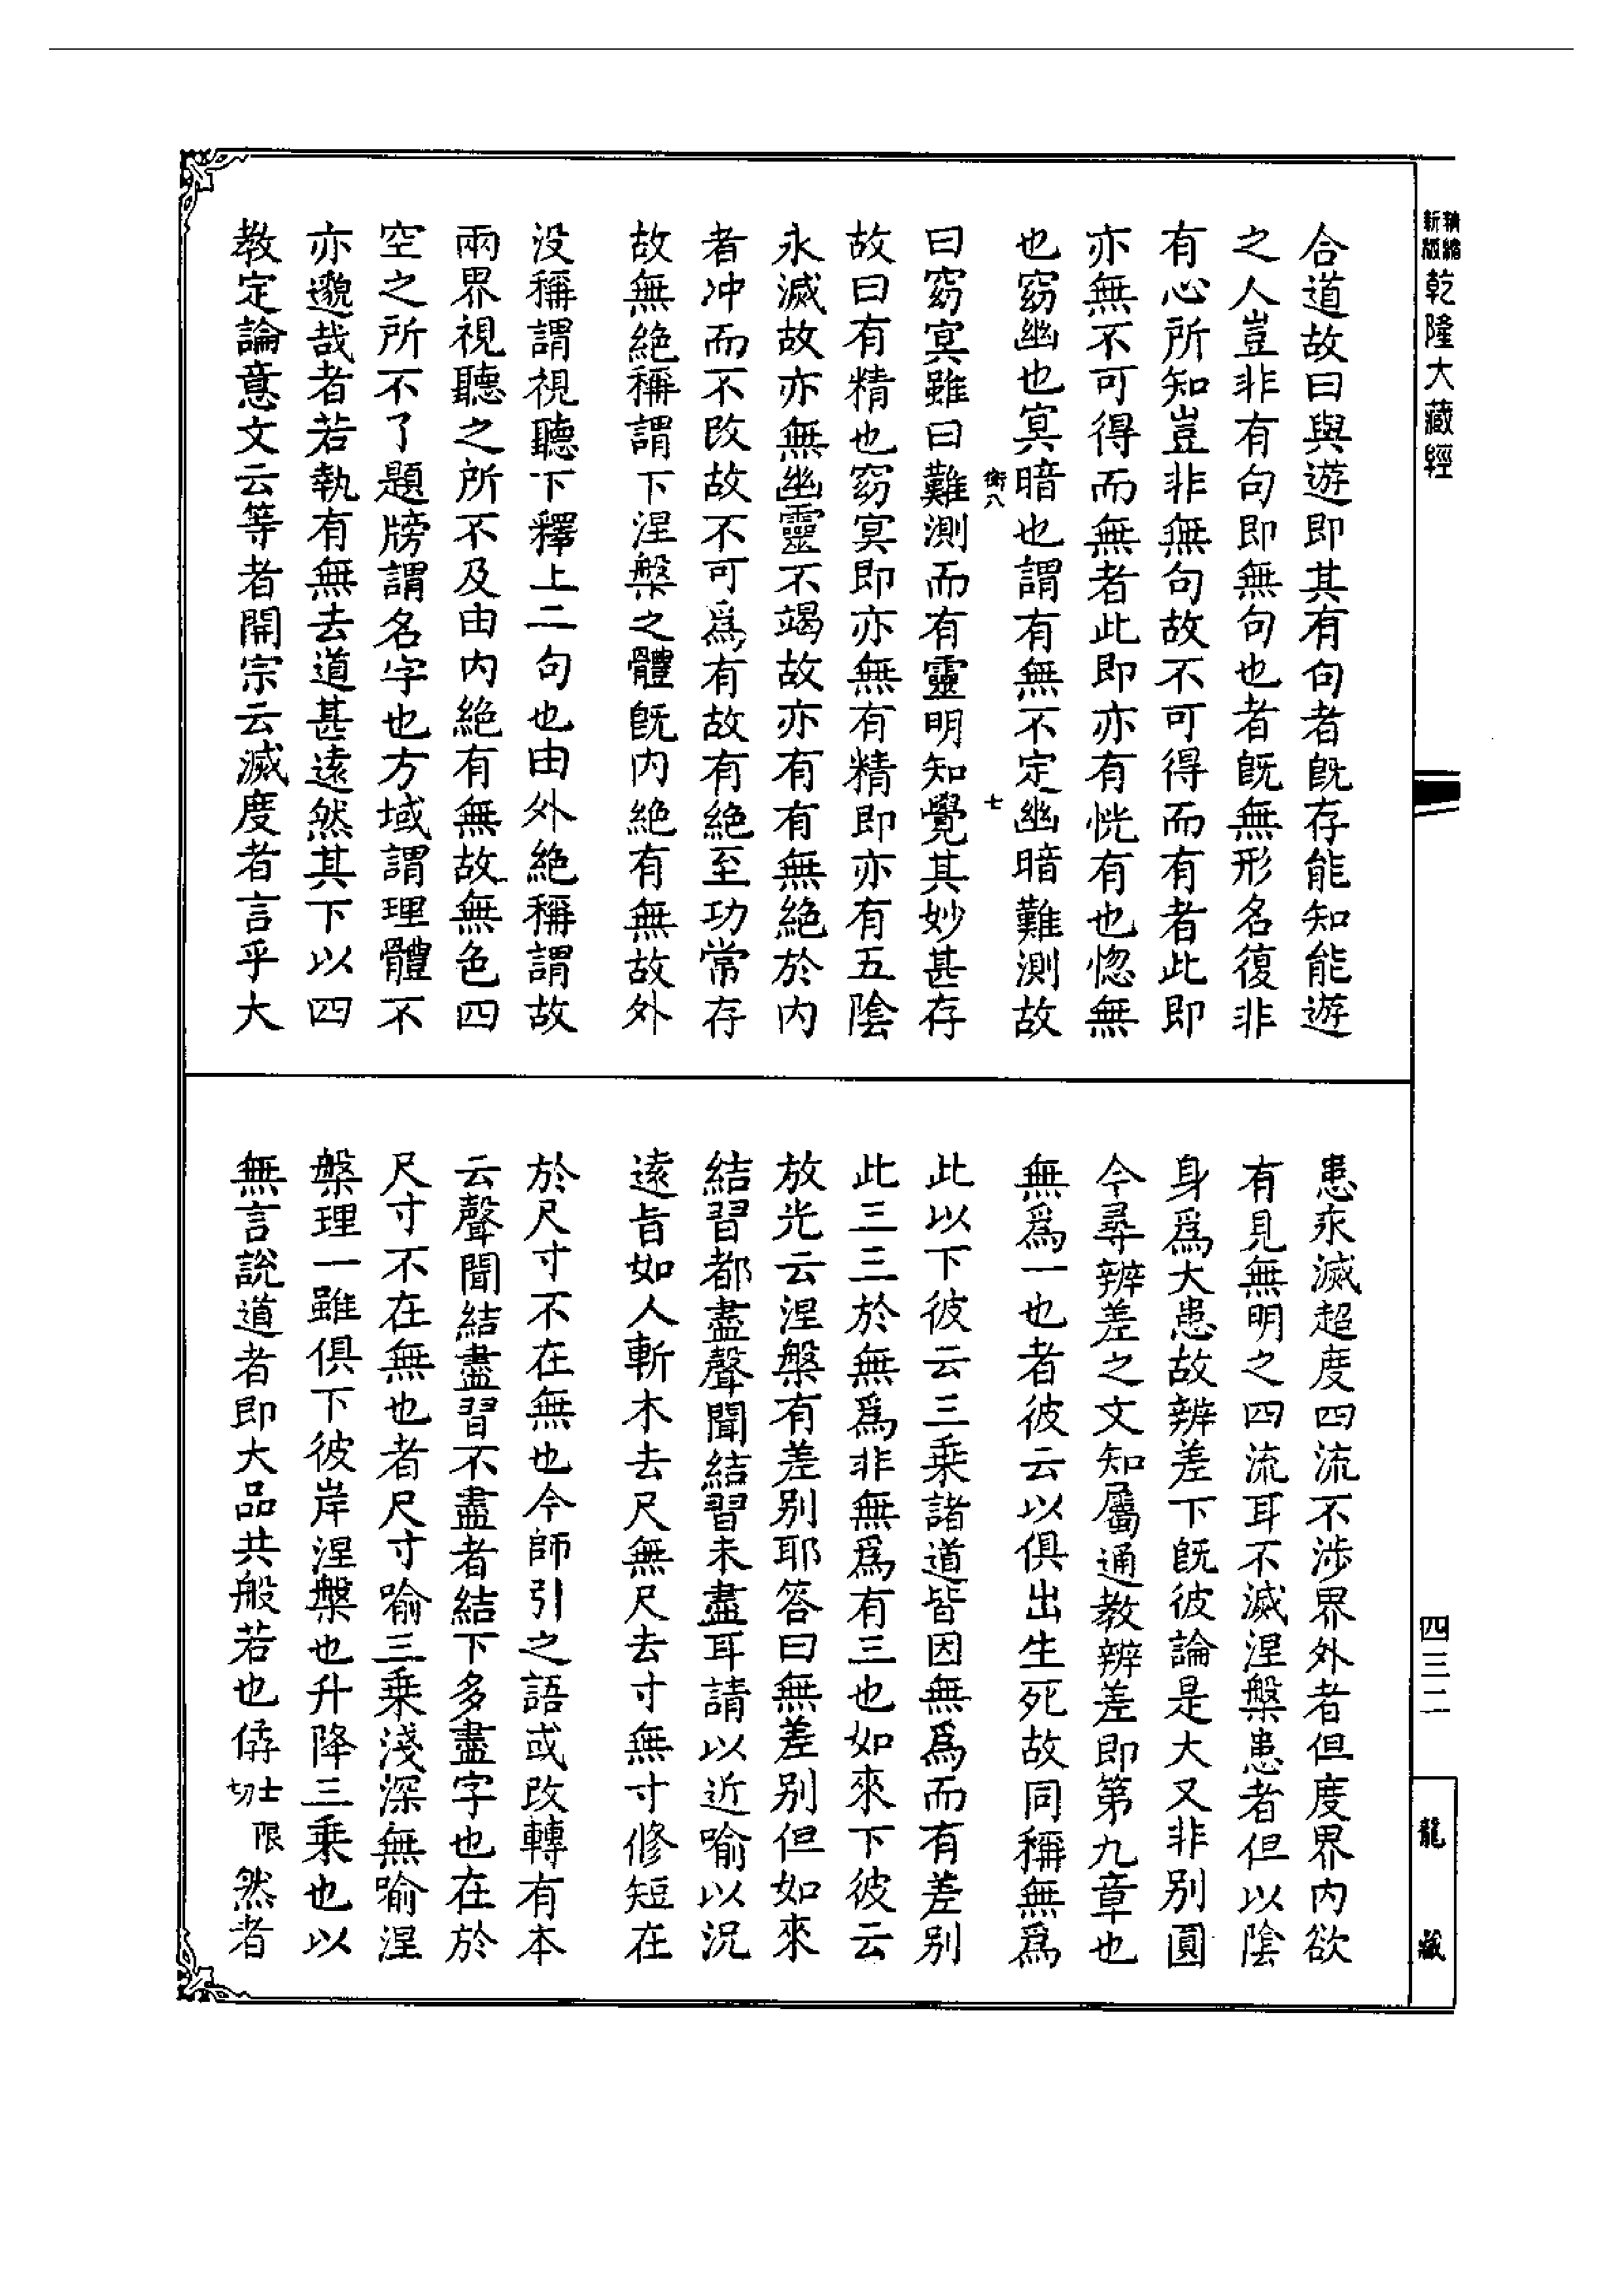 精縮新版乾隆大藏經
合道故曰與遊即其有句者既存能知能遊
之人豈非有句即無句也者既無形名復非
有心所知豈非無句故不可得而有者此即
亦無不可得而無者此即亦有恍有也惚無
也窈幽也冥暗也謂有無不定幽暗難測故
衡八 七
曰窈冥雖曰難測而有靈明知覺其妙甚存
故曰有精也窈冥即亦無有精即亦有五陰
永滅故亦無幽靈不竭故亦有有無絕於內
者冲而不改故不可爲有故有絕至功常存
故無絕稱謂下涅槃之體既內絕有無故外
沒稱謂視聽下釋上二句也由外絕稱謂故
兩界視聽之所不及由內絕有無故無色四
空之所不了題牓謂名字也方域謂理體不
亦邈哉者若執有無去道甚遠然其下以四
教定論意文云等者開宗云滅度者言乎大
患永滅超度四流不涉界外者但度界內欲
有見無明之四流耳不滅涅槃患者但以陰
身爲大患故辨差下既彼論是大又非別圓
今尋辨差之文知屬通教辨差即第九章也
無爲一也者彼云以俱出生死故同稱無爲
此以下彼云三乘諸道皆因無爲而有差別
此三三於無爲非無爲有三也如來下彼云
放光云涅槃有差別耶答曰無差別但如來
結習都盡聲聞結習未盡耳請以近喻以況
遠旨如人斬木去尺無尺去寸無寸修短在
於尺寸不在無也今師引之語或改轉有本
云聲聞結盡習不盡者結下多盡字也在於
尺寸不在無也者尺寸喻三乘淺深無喻涅
槃理一雖俱下彼岸涅槃也升降三乘也以
無言說道者即大品共般若也僝士限切然者
四三二
龍藏